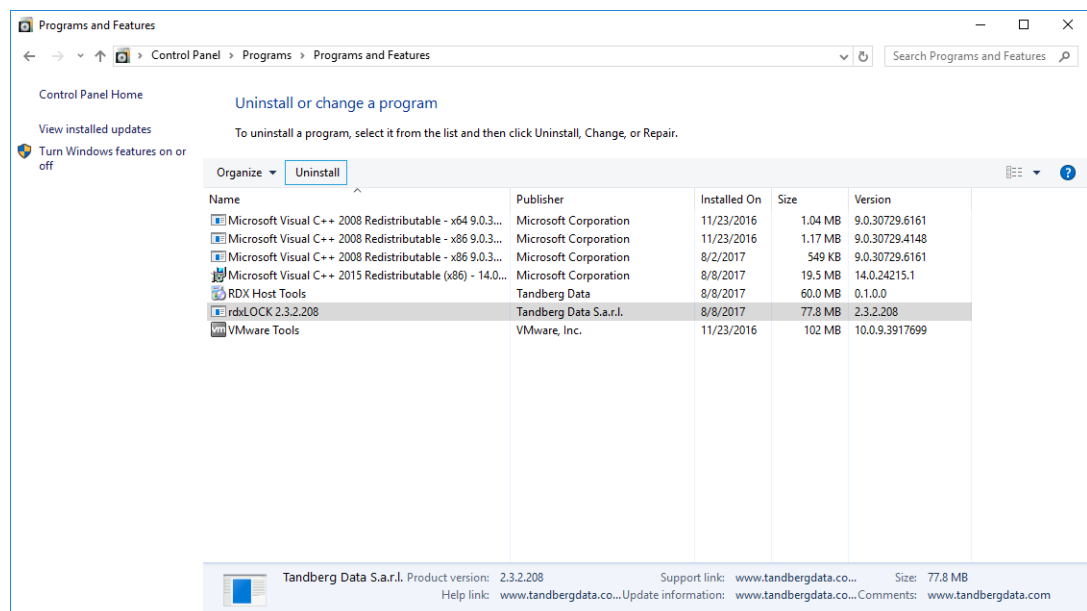 Programs and Features
Control Panel > Programs > Programs and Features
Search Programs and Features
Control Panel Home
View installed updates
Turn Windows features on or
off
Uninstall or change a program
To uninstall a program, select it from the list and then click Uninstall, Change, or Repair.
Organize Uninstall
Name Publisher Installed On Size Version
Microsoft Visual C++ 2008 Redistributable - x64 9.0.3... Microsoft Corporation 11/23/2016 1.04 MB 9.0.30729.6161
Microsoft Visual C++ 2008 Redistributable - x86 9.0.3... Microsoft Corporation 11/23/2016 1.17 MB 9.0.30729.4148
Microsoft Visual C++ 2008 Redistributable - x86 9.0.3... Microsoft Corporation 8/2/2017 549 KB 9.0.30729.6161
Microsoft Visual C++ 2015 Redistributable (x86) - 14.0... Microsoft Corporation 8/8/2017 19.5 MB 14.0.24215.1
RDX Host Tools Tandberg Data 8/8/2017 60.0 MB 0.1.0.0
rdxLOCK 2.3.2.208 Tandberg Data S.a.r.l. 8/8/2017 77.8 MB 2.3.2.208
vm VMware Tools VMware, Inc. 11/23/2016 102 MB 10.0.9.3917699
Tandberg Data S.a.r.l. Product version: 2.3.2.208 Support link: www.tandbergdata.co... Size: 77.8 MB
Help link: www.tandbergdata.co... Update information: www.tandbergdata.co... Comments: www.tandbergdata.com